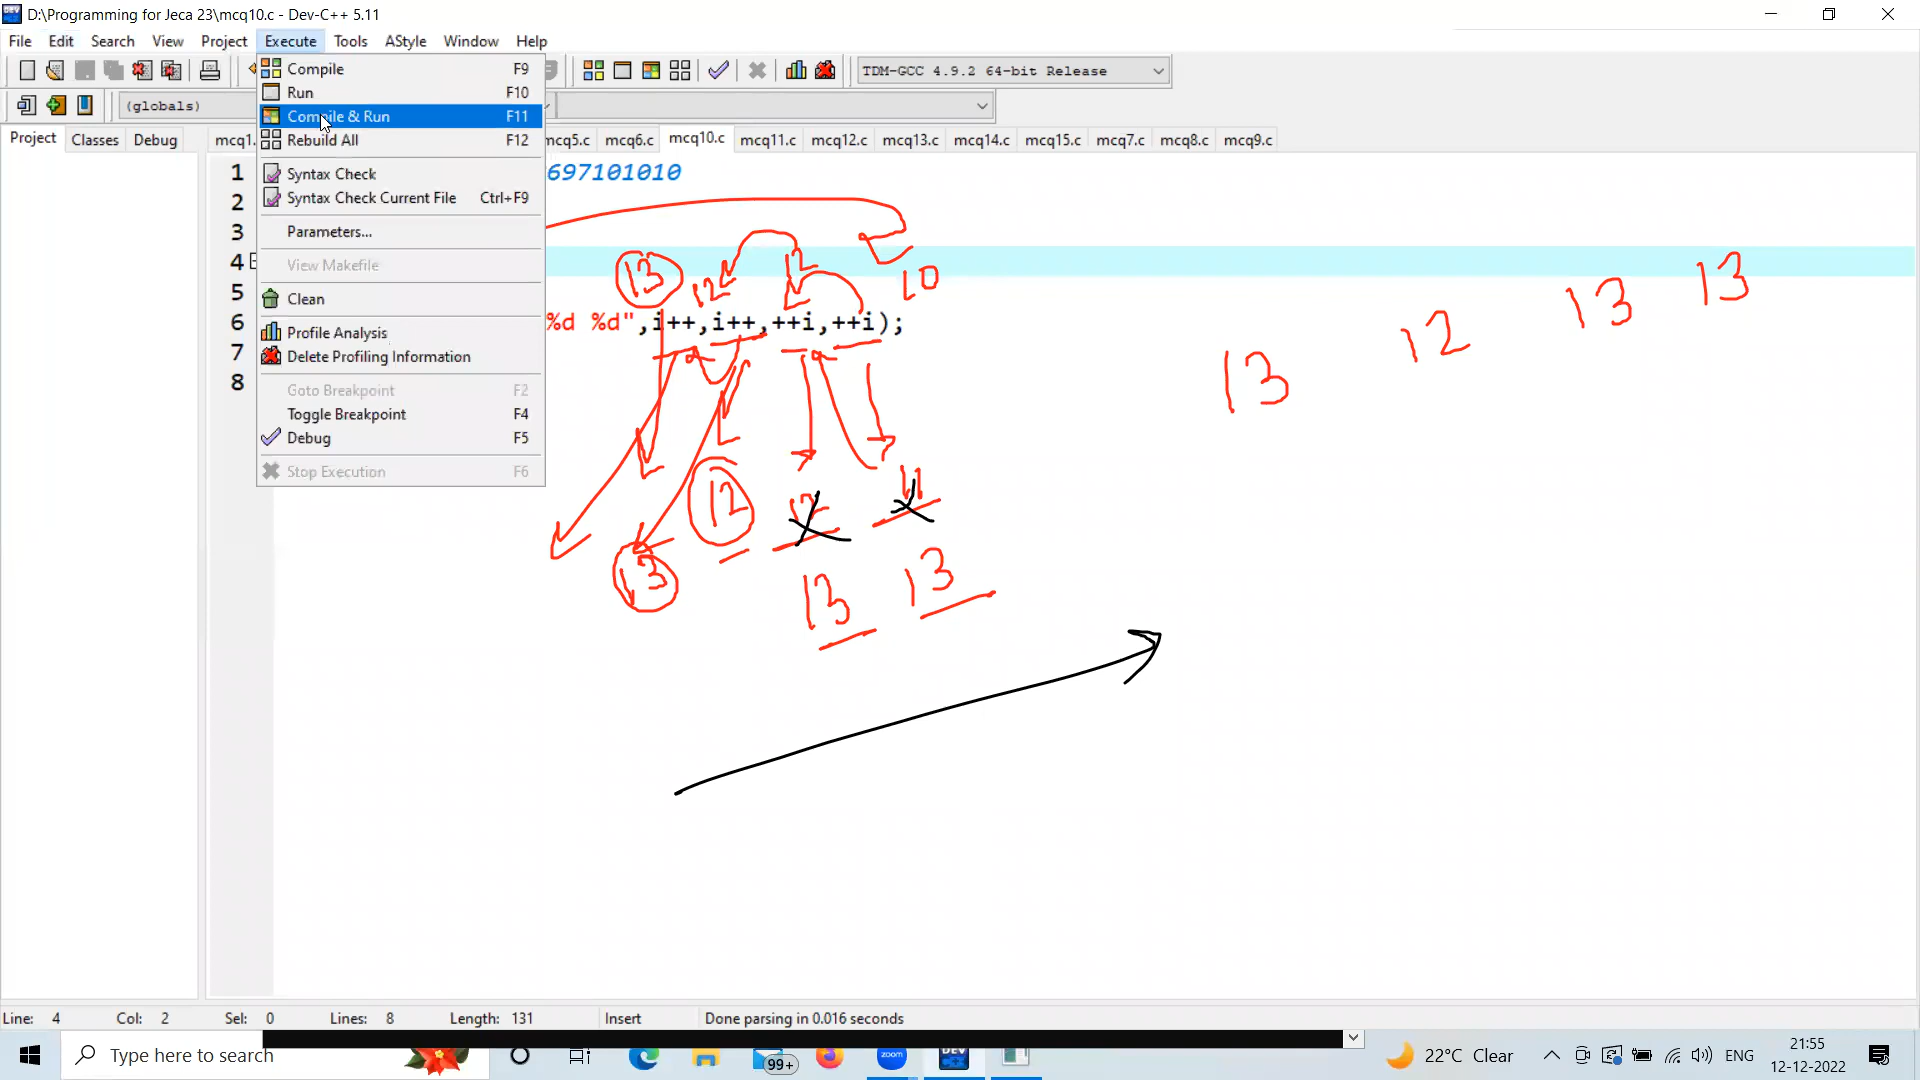 D:\Programming for Jeca 23\mcq10.c - Dev-C++ 5.11
File Edit Search View Project Execute Tools AStyle Window Help
TDM-GCC 4.9.2 64-bit Release
(globals)
Project Classes Debug mcq1. mcq5.c mcq6.c mcq10.c mcq11.c mcq12.c mcq13.c mcq14.c mcq15.c mcq7.c mcq8.c mcq9.c
Compile F9
Run F10
Compile & Run F11
Rebuild All F12
Syntax Check
Syntax Check Current File Ctrl+F9
Parameters...
View Makefile
Clean
Profile Analysis
Delete Profiling Information
Goto Breakpoint F2
Toggle Breakpoint F4
Debug F5
Stop Execution F6
1 697101010
2
3
4
5
6 %d %d",i++,i++,++i,++i);
7
8
13 12 12 10
13 12 13 13
12 12 11
13 13 13
Line: 4 Col: 2 Sel: 0 Lines: 8 Length: 131 Insert Done parsing in 0.016 seconds
Type here to search 99+ zoom DEV 22°C Clear ENG 21:55
12-12-2022